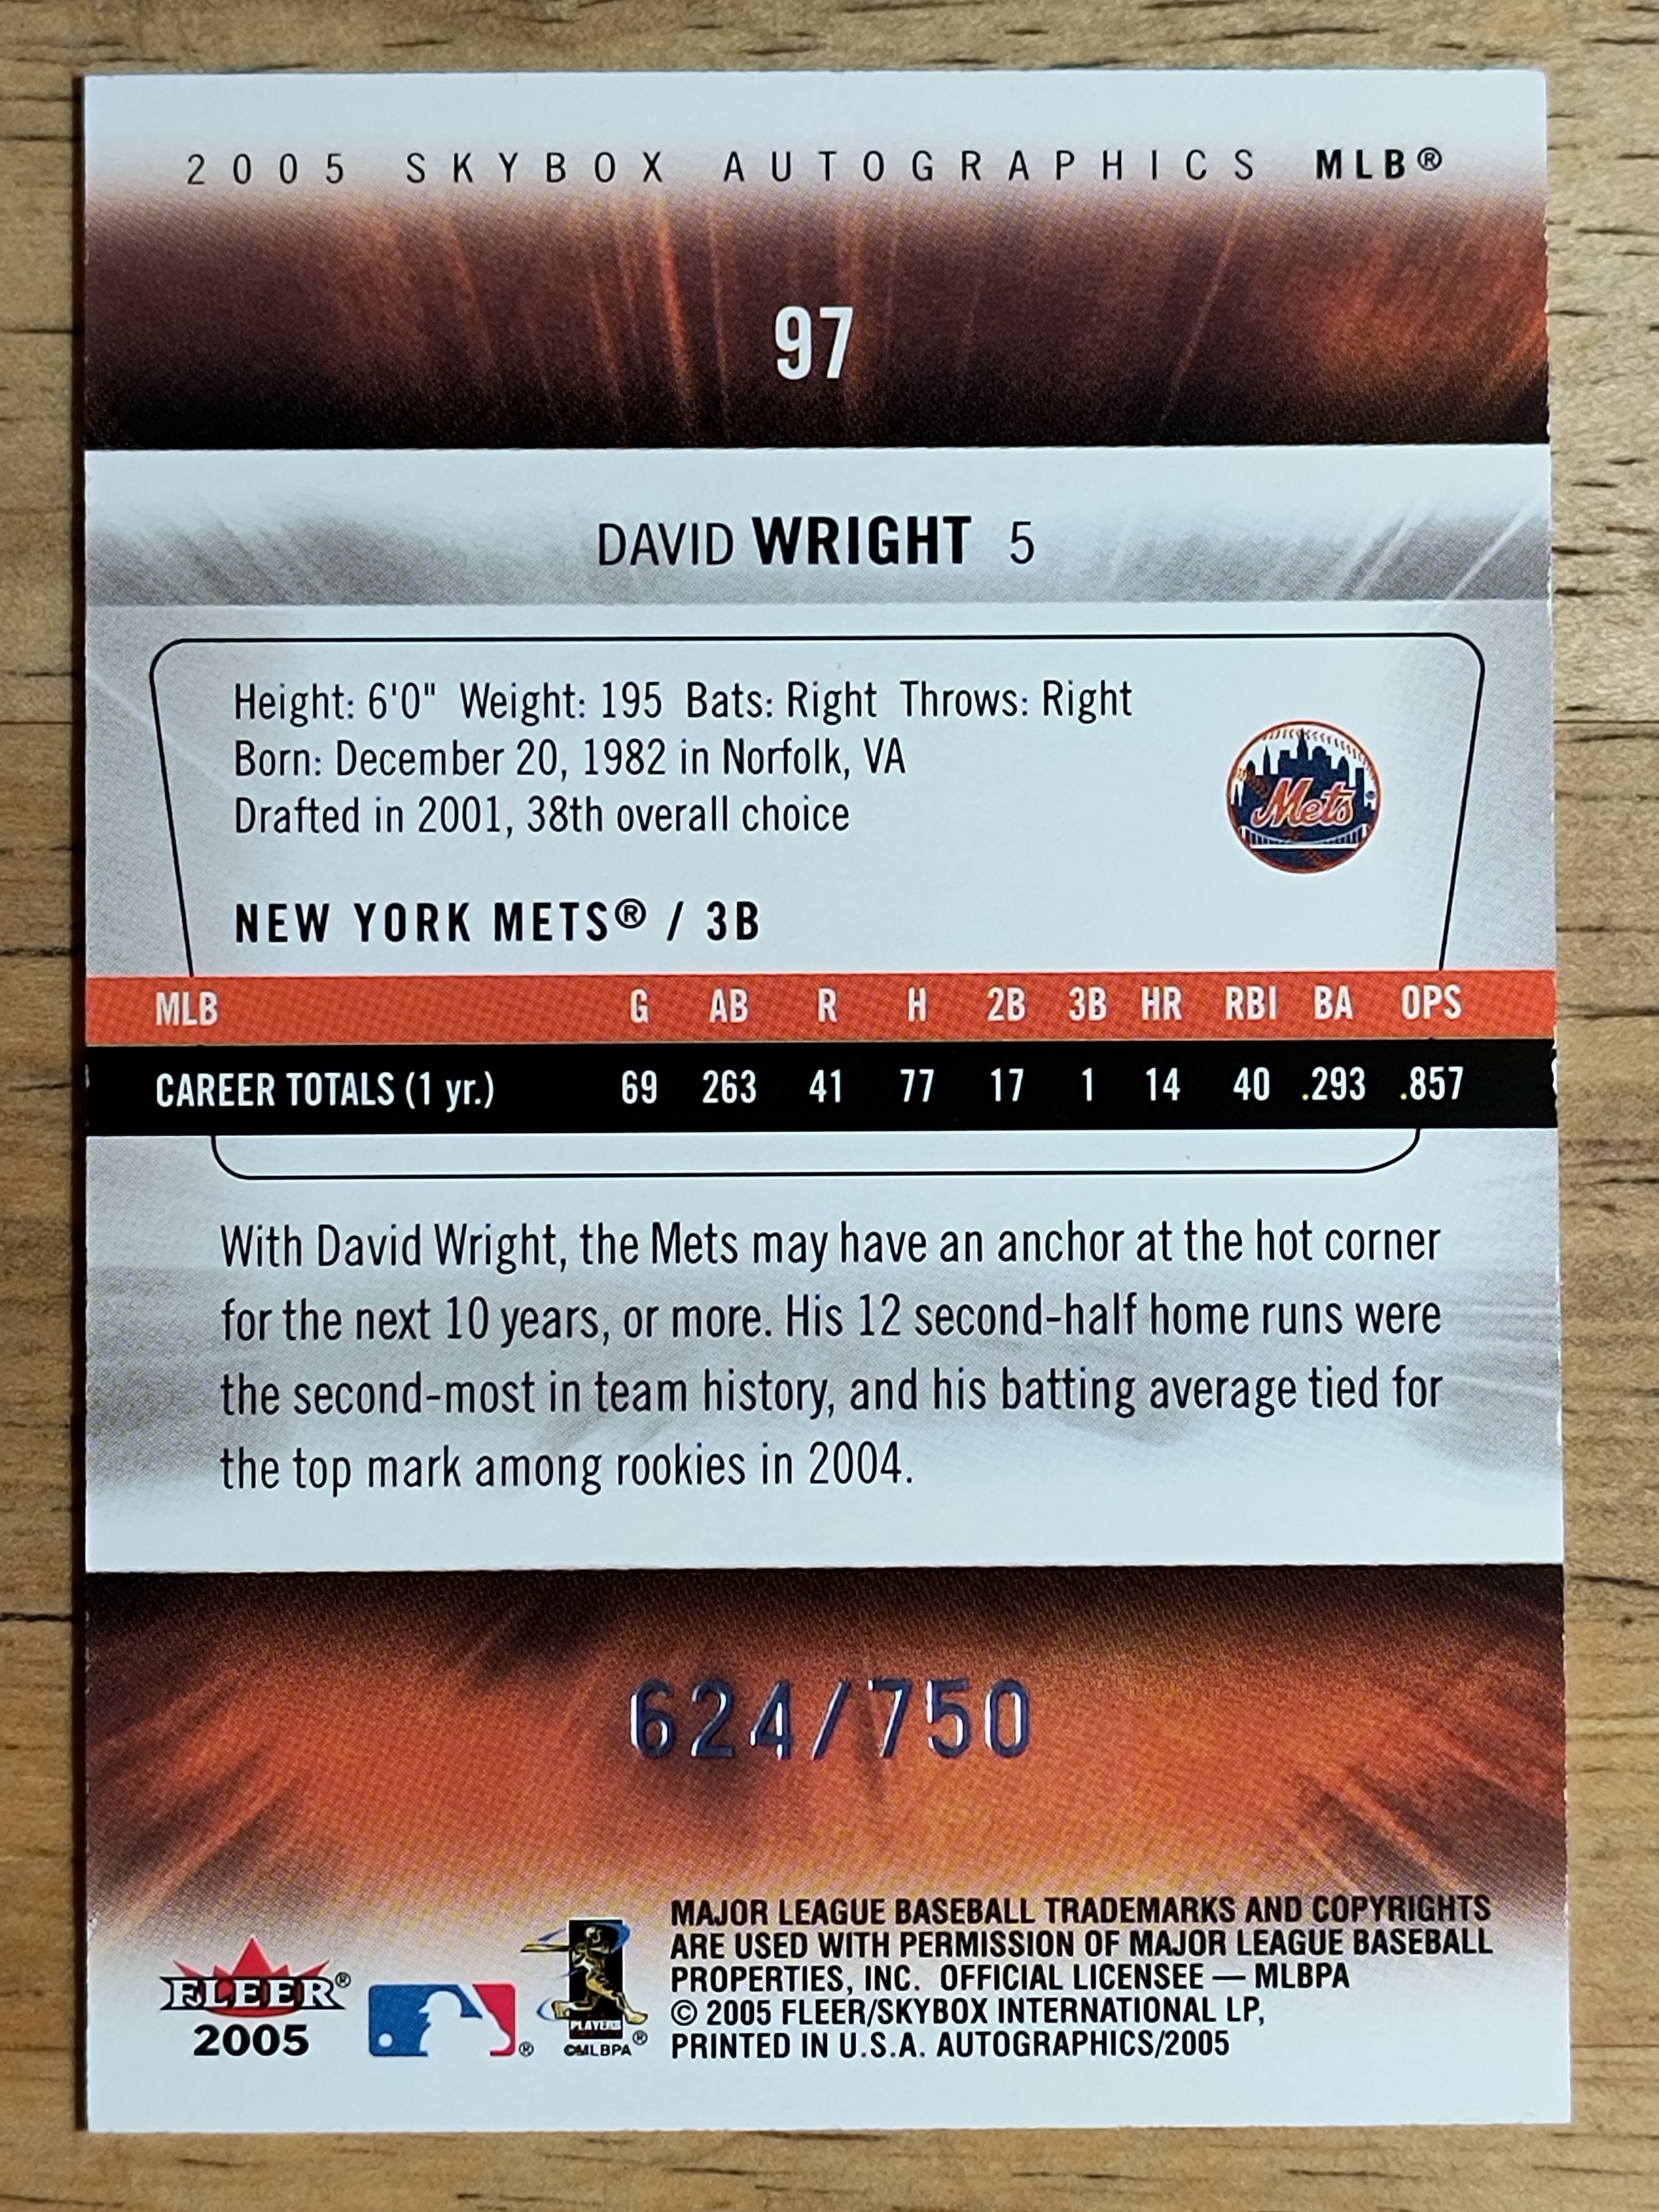 2005 SKYBOX AUTOGRAPHICS MLB®
97
DAVID WRIGHT 5
Height: 6'0" Weight: 195 Bats: Right Throws: Right
Born: December 20, 1982 in Norfolk, VA
Drafted in 2001, 38th overall choice
Mets
NEW YORK METS® / 3B
MLB G AB R H 2B 3B HR RBI BA OPS
CAREER TOTALS (1 yr.) 69 263 41 77 17 1 14 40 .293 .857
With David Wright, the Mets may have an anchor at the hot corner
for the next 10 years, or more. His 12 second-half home runs were
the second-most in team history, and his batting average tied for
the top mark among rookies in 2004.
624/750
FLEER®
2005
®
PLAYERS
©MLBPA®
MAJOR LEAGUE BASEBALL TRADEMARKS AND COPYRIGHTS
ARE USED WITH PERMISSION OF MAJOR LEAGUE BASEBALL
PROPERTIES, INC. OFFICIAL LICENSEE — MLBPA
© 2005 FLEER/SKYBOX INTERNATIONAL LP,
PRINTED IN U.S.A. AUTOGRAPHICS/2005